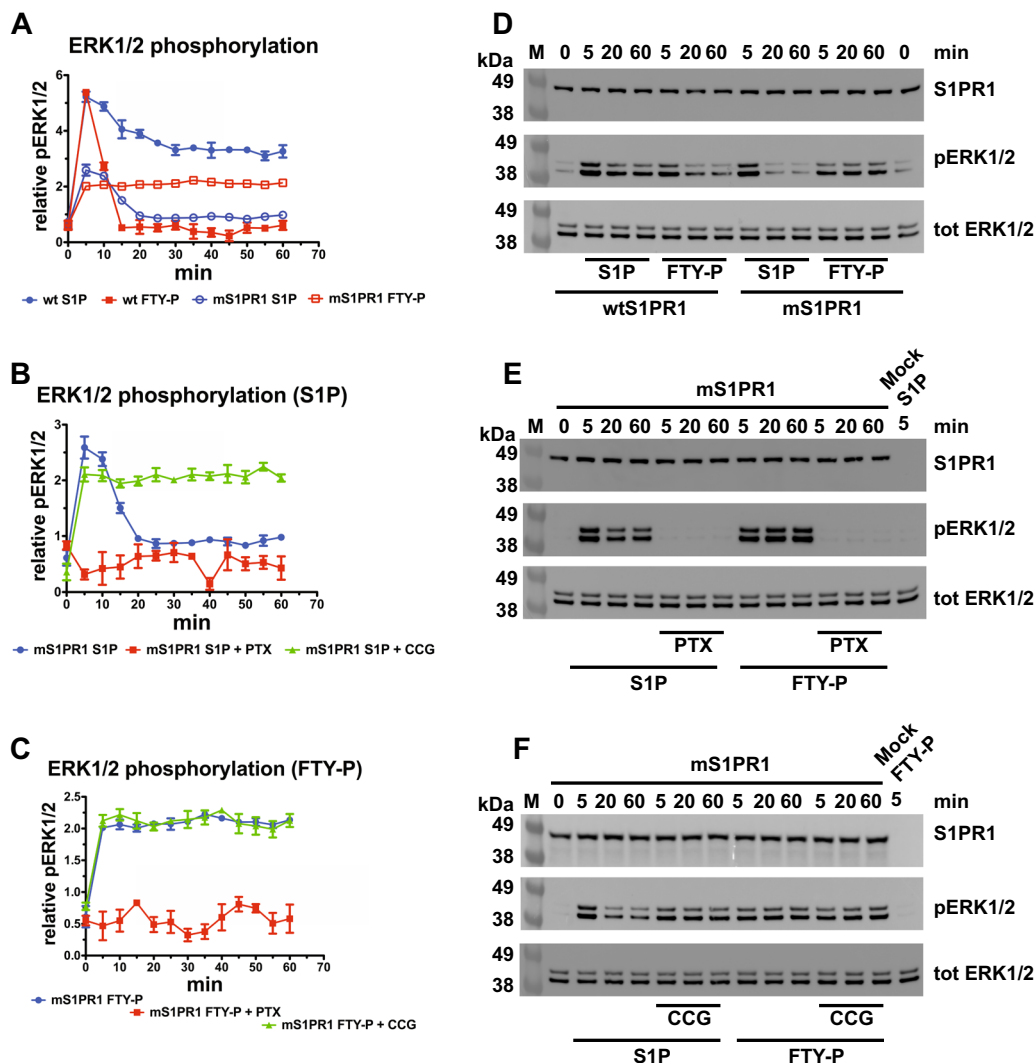 A
ERK1/2 phosphorylation
relative pERK1/2
6
4
2
0
0 10 20 30 40 50 60 70
min
wt S1P wt FTY-P mS1PR1 S1P mS1PR1 FTY-P
B
ERK1/2 phosphorylation (S1P)
relative pERK1/2
3
2
1
0
0 10 20 30 40 50 60 70
min
mS1PR1 S1P mS1PR1 S1P + PTX mS1PR1 S1P + CCG
C
ERK1/2 phosphorylation (FTY-P)
relative pERK1/2
2.5
2.0
1.5
1.0
0.5
0.0
0 10 20 30 40 50 60 70
min
mS1PR1 FTY-P
mS1PR1 FTY-P + PTX
mS1PR1 FTY-P + CCG
D
kDa M 0 5 20 60 5 20 60 5 20 60 5 20 60 0 min
49
38
S1PR1
49
38
pERK1/2
49
38
tot ERK1/2
S1P FTY-P S1P FTY-P
wtS1PR1 mS1PR1
E
mS1PR1
Mock
S1P
kDa M 0 5 20 60 5 20 60 5 20 60 5 20 60 5 min
49
38
S1PR1
49
38
pERK1/2
49
38
tot ERK1/2
PTX PTX
S1P FTY-P
F
mS1PR1
Mock
FTY-P
kDa M 0 5 20 60 5 20 60 5 20 60 5 20 60 5 min
49
38
S1PR1
49
38
pERK1/2
49
38
tot ERK1/2
CCG CCG
S1P FTY-P